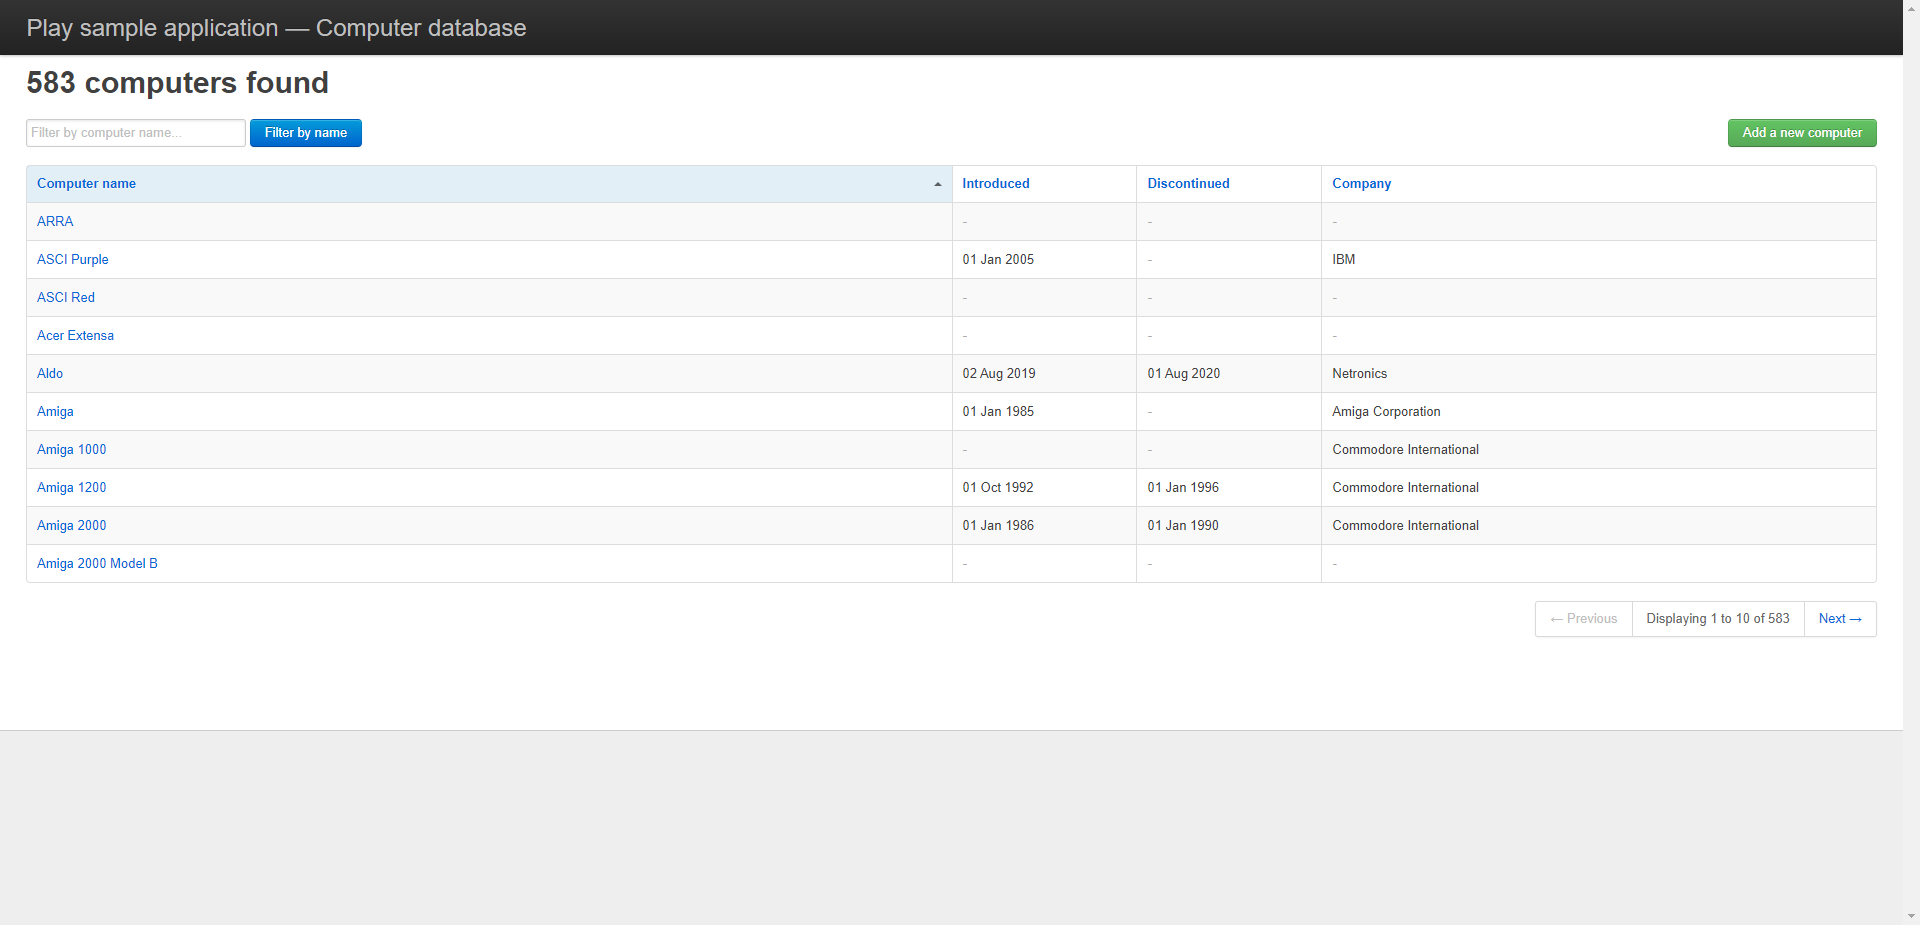 Play sample application — Computer database
583 computers found
Filter by computer name... Filter by name Add a new computer
Computer name Introduced Discontinued Company
ARRA - - -
ASCI Purple 01 Jan 2005 - IBM
ASCI Red - - -
Acer Extensa - - -
Aldo 02 Aug 2019 01 Aug 2020 Netronics
Amiga 01 Jan 1985 - Amiga Corporation
Amiga 1000 - - Commodore International
Amiga 1200 01 Oct 1992 01 Jan 1996 Commodore International
Amiga 2000 01 Jan 1986 01 Jan 1990 Commodore International
Amiga 2000 Model B - - -
← Previous Displaying 1 to 10 of 583 Next →